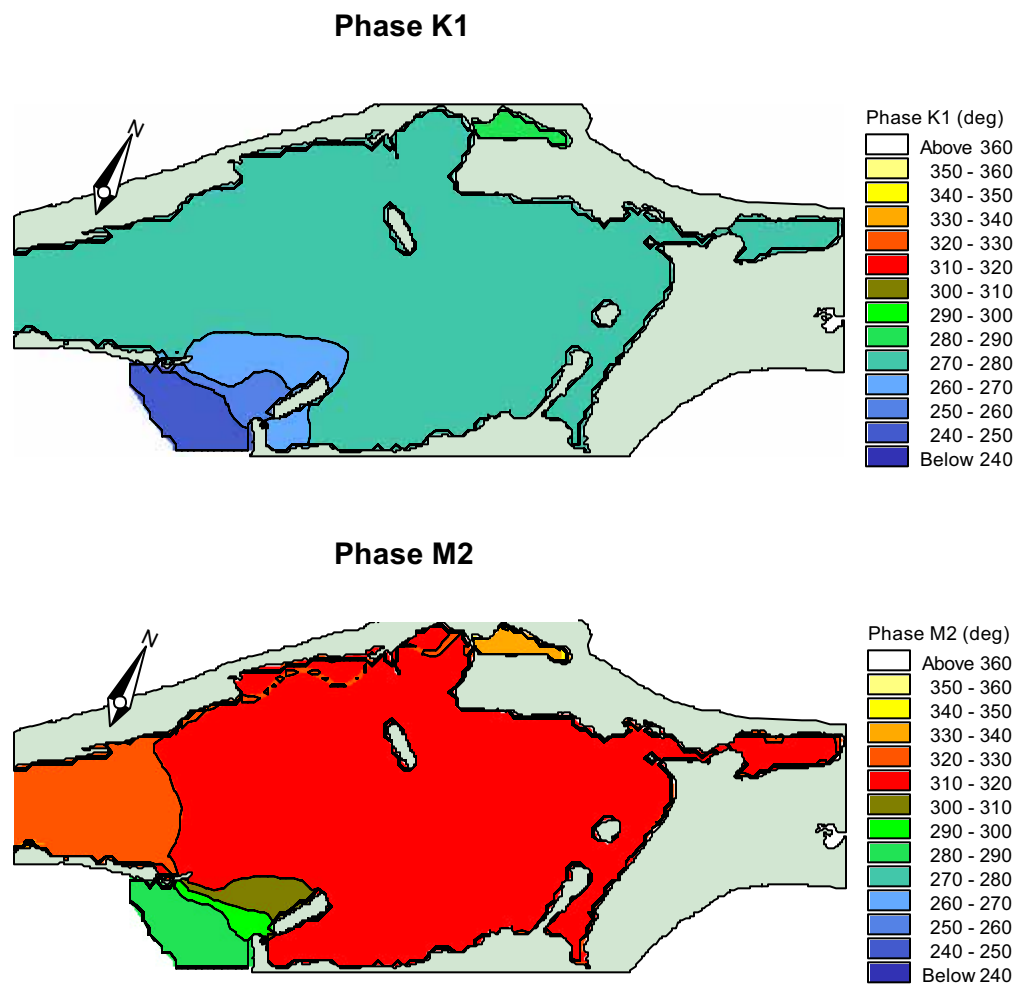 Phase K1
N
Phase K1 (deg)
Above 360
350 - 360
340 - 350
330 - 340
320 - 330
310 - 320
300 - 310
290 - 300
280 - 290
270 - 280
260 - 270
250 - 260
240 - 250
Below 240
Phase M2
N
Phase M2 (deg)
Above 360
350 - 360
340 - 350
330 - 340
320 - 330
310 - 320
300 - 310
290 - 300
280 - 290
270 - 280
260 - 270
250 - 260
240 - 250
Below 240